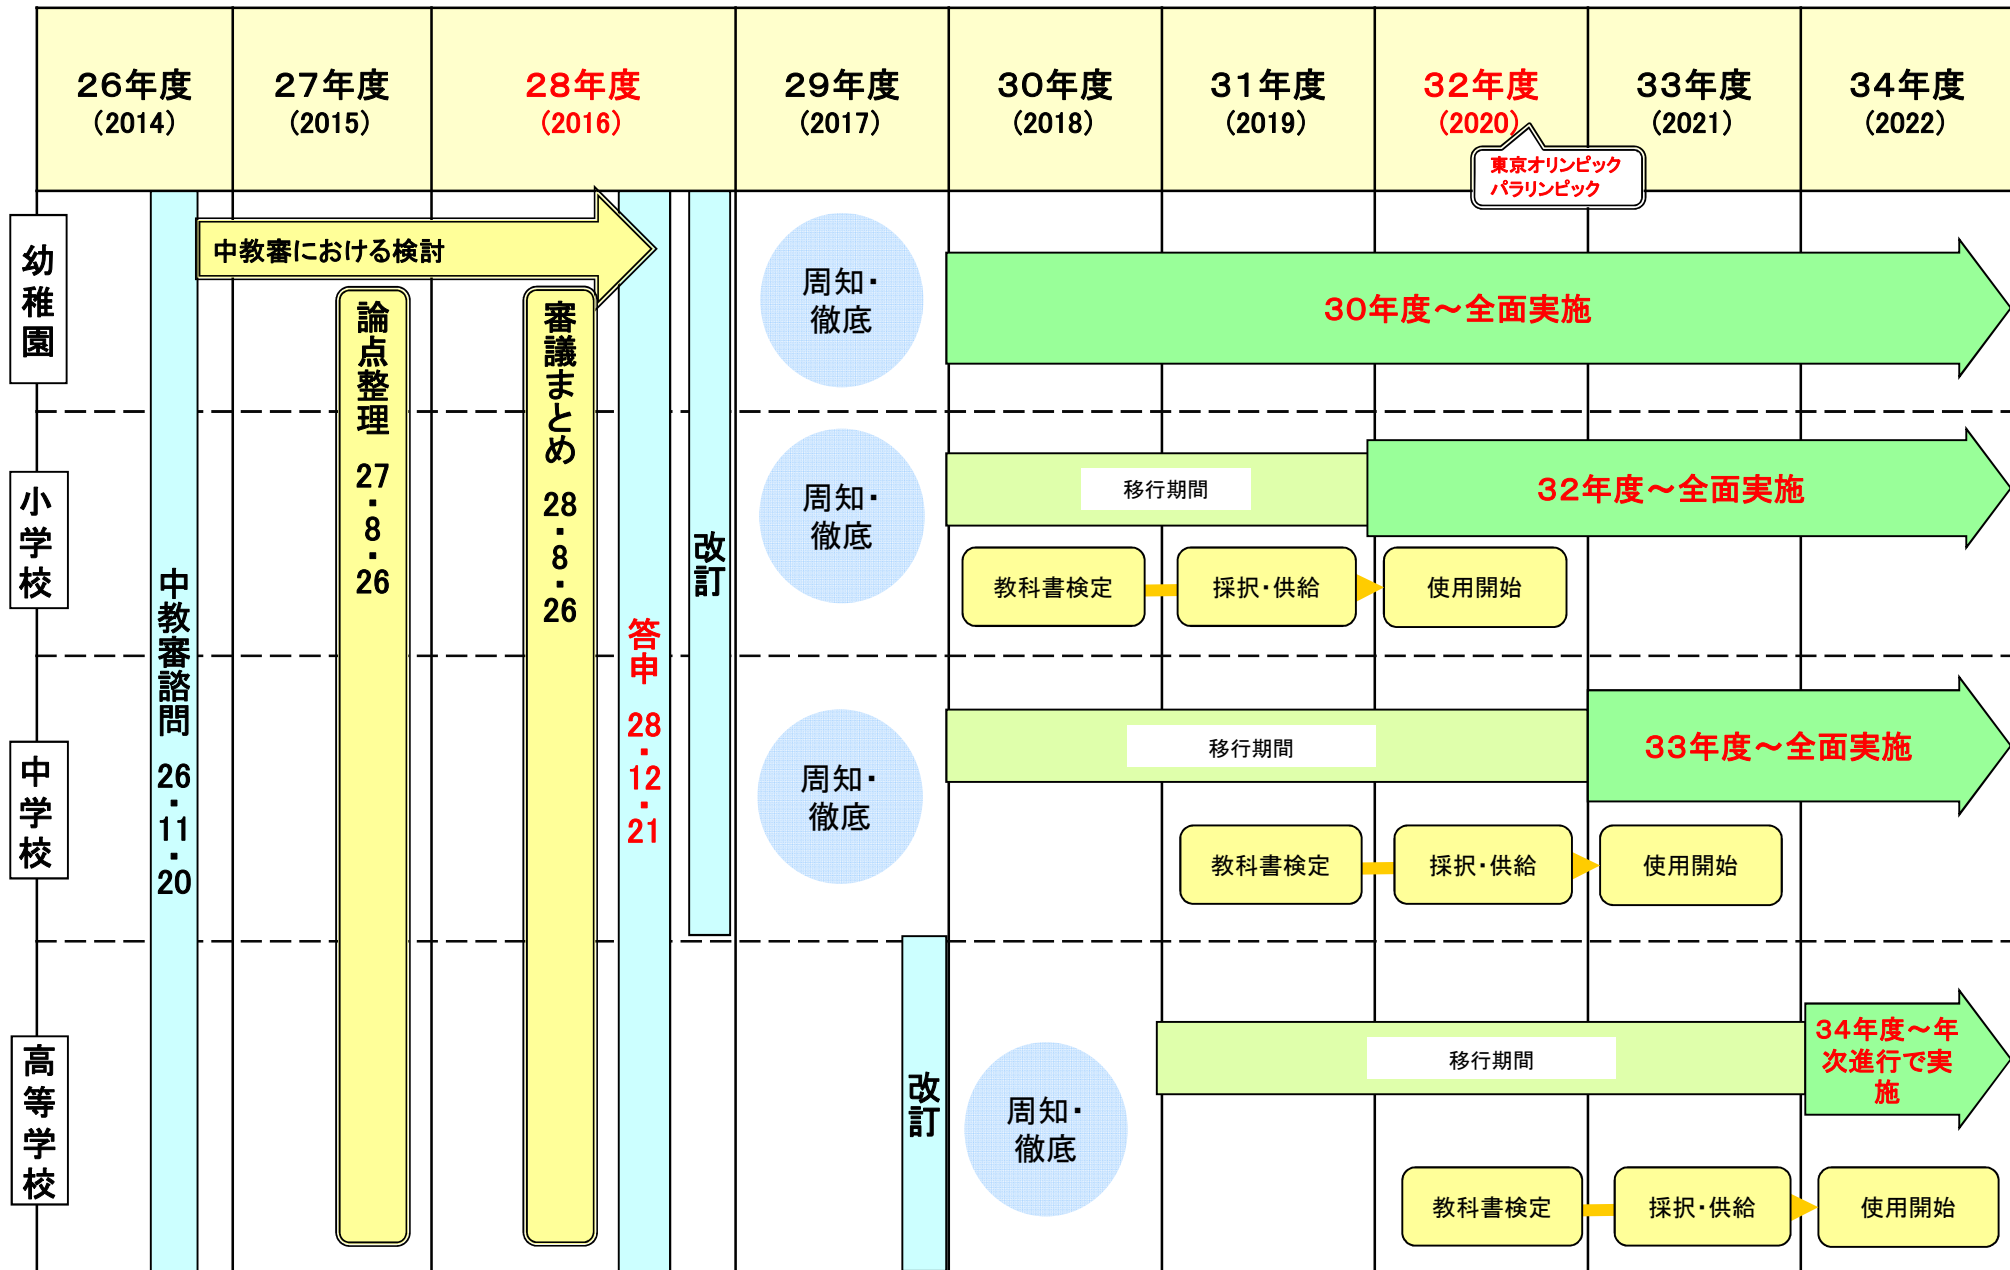 26年度
（2014）
27年度
（2015）
28年度
（2016）
29年度
（2017）
30年度
（2018）
31年度
（2019）
32年度
（2020）
33年度
（2021）
34年度
（2022）
東京オリンピック
パラリンピック
幼稚園
中教審における検討
周知・
徹底
30年度～全面実施
中教審諮問 26・11・20
論点整理 27・8・26
審議まとめ 28・8・26
答申 28・12・21
改訂
小学校
周知・
徹底
移行期間
32年度～全面実施
教科書検定
採択・供給
使用開始
中学校
周知・
徹底
移行期間
33年度～全面実施
教科書検定
採択・供給
使用開始
高等学校
改訂
周知・
徹底
移行期間
34年度～年
次進行で実
施
教科書検定
採択・供給
使用開始